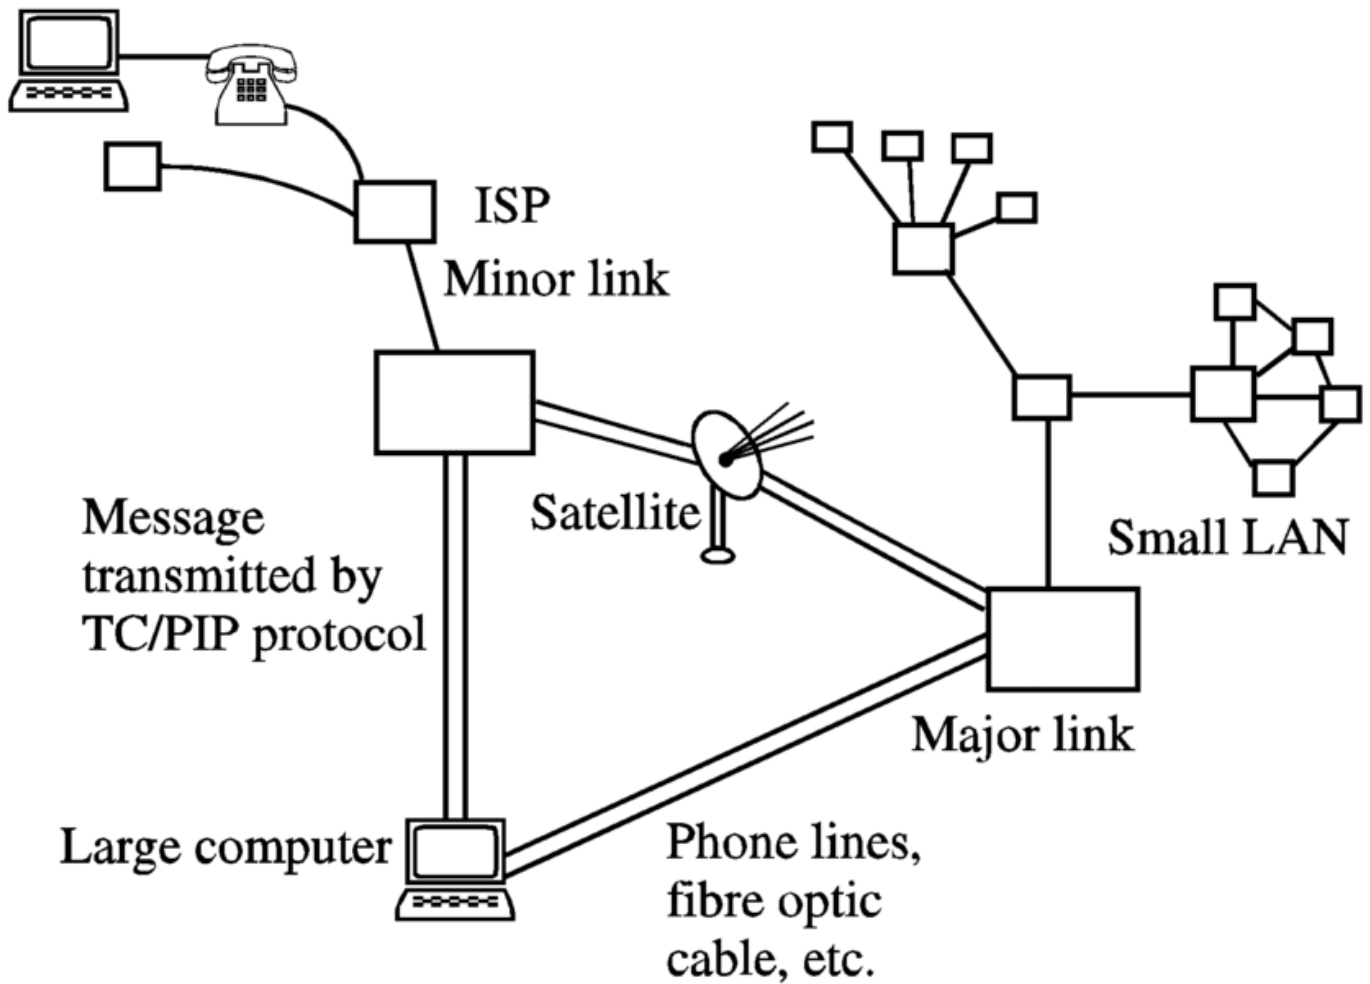 ISP
Minor link
Satellite
Message
transmitted by
TC/PIP protocol
Small LAN
Major link
Large computer
Phone lines,
fibre optic
cable, etc.